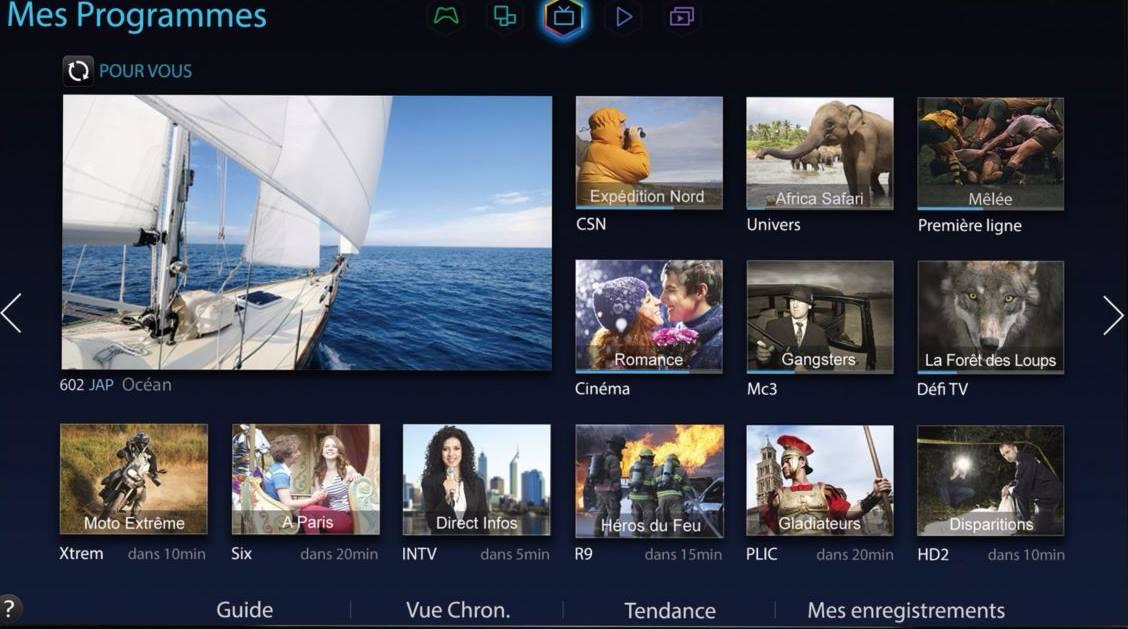 Mes Programmes
POUR VOUS
Expédition Nord
Africa Safari
Mêlée
CSN
Univers
Première ligne
Romance
Gangsters
La Forêt des Loups
602 JAP Océan
Cinéma
Mc3
Défi TV
Moto Extrême
A Paris
Direct Infos
Héros du Feu
Gladiateurs
Disparitions
Xtrem dans 10min
Six dans 20min
INTV dans 5min
R9 dans 15min
PLIC dans 20min
HD2 dans 10min
?
Guide
Vue Chron.
Tendance
Mes enregistrements